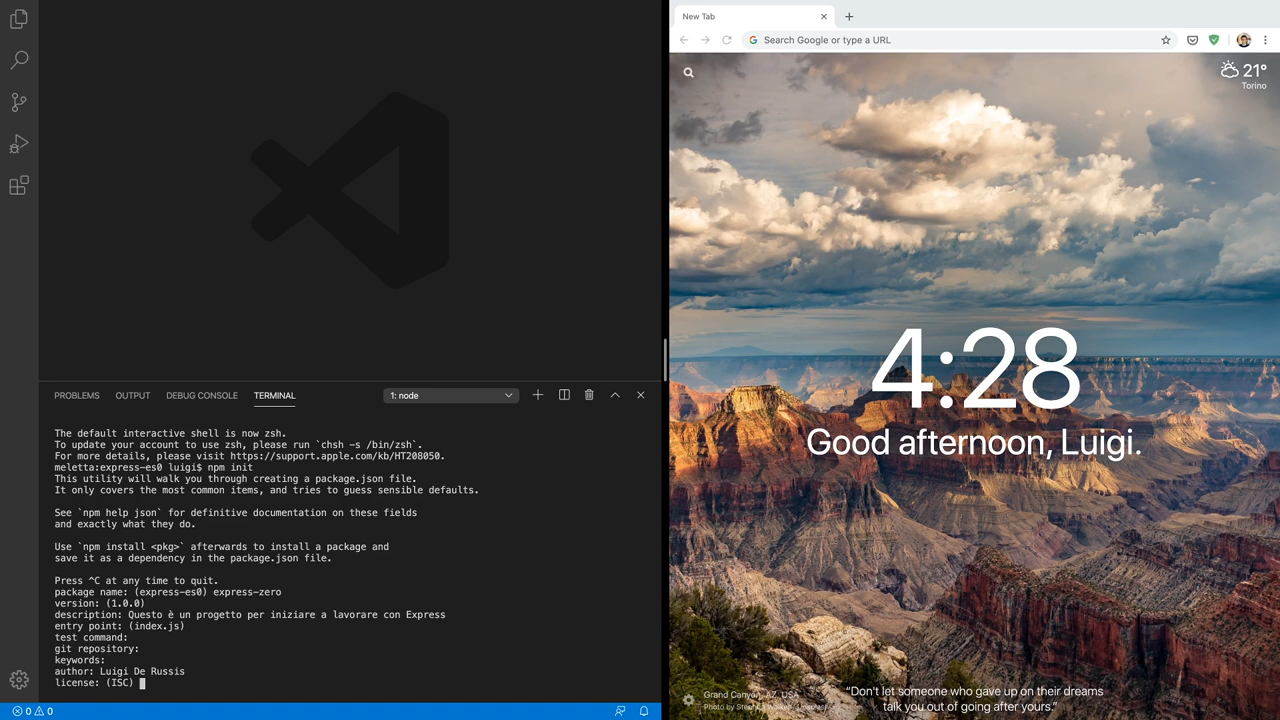 PROBLEMS OUTPUT DEBUG CONSOLE TERMINAL 1: node
The default interactive shell is now zsh.
To update your account to use zsh, please run `chsh -s /bin/zsh`.
For more details, please visit https://support.apple.com/kb/HT208050.
meletta:express-es0 luigi$ npm init
This utility will walk you through creating a package.json file.
It only covers the most common items, and tries to guess sensible defaults.
See `npm help json` for definitive documentation on these fields
and exactly what they do.
Use `npm install <pkg>` afterwards to install a package and
save it as a dependency in the package.json file.
Press ^C at any time to quit.
package name: (express-es0) express-zero
version: (1.0.0)
description: Questo è un progetto per iniziare a lavorare con Express
entry point: (index.js)
test command:
git repository:
keywords:
author: Luigi De Russis
license: (ISC)
0 0
New Tab
Search Google or type a URL
21°
Torino
4:28
Good afternoon, Luigi.
Grand Canyon, AZ, USA
Photo by
"Don't let someone who gave up on their dreams
talk you out of going after yours."